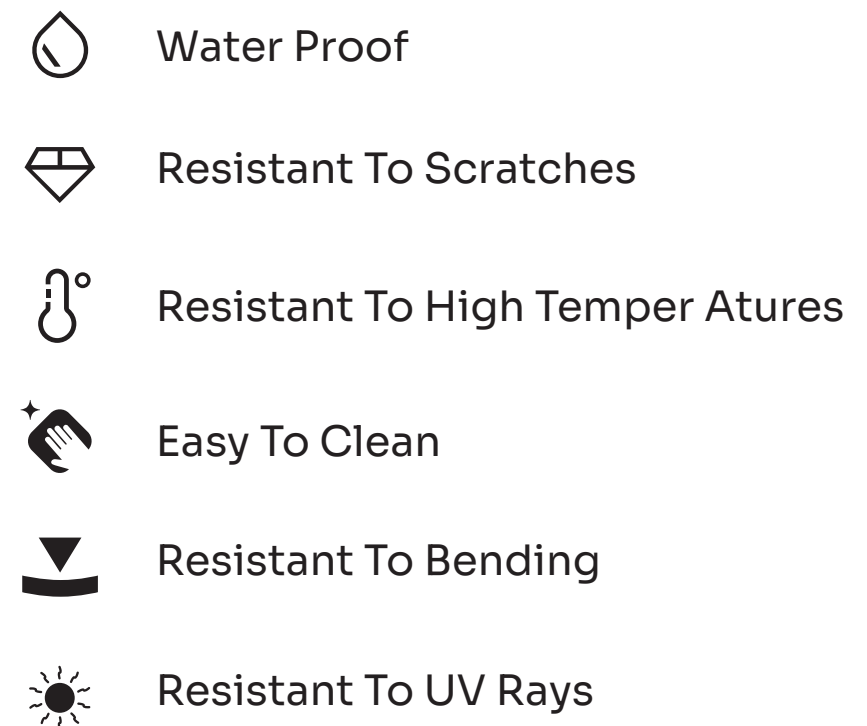 Water Proof
Resistant To Scratches
Resistant To High Temper Atures
Easy To Clean
Resistant To Bending
Resistant To UV Rays